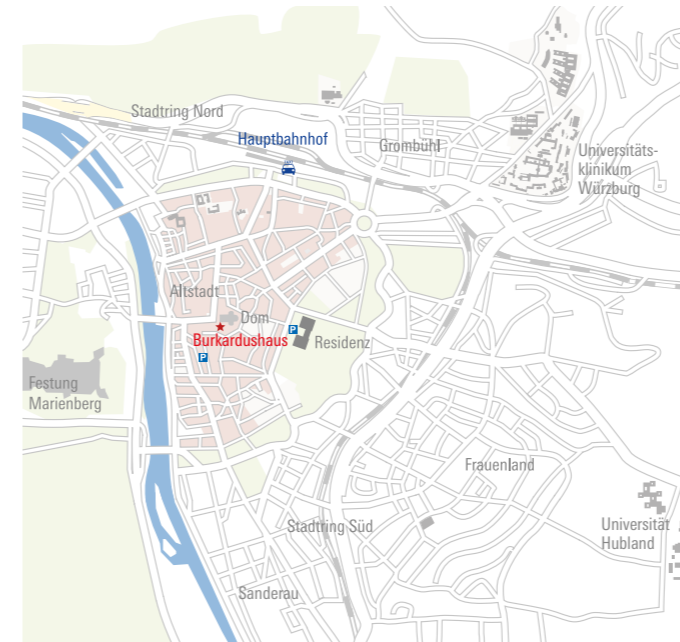 Stadtring Nord
Hauptbahnhof
Grombühl
Universitäts-
klinikum
Würzburg
Altstadt
Dom
P
Burkardushaus
Residenz
P
Festung
Marienberg
Frauenland
Stadtring Süd
Universität
Hubland
Sanderau